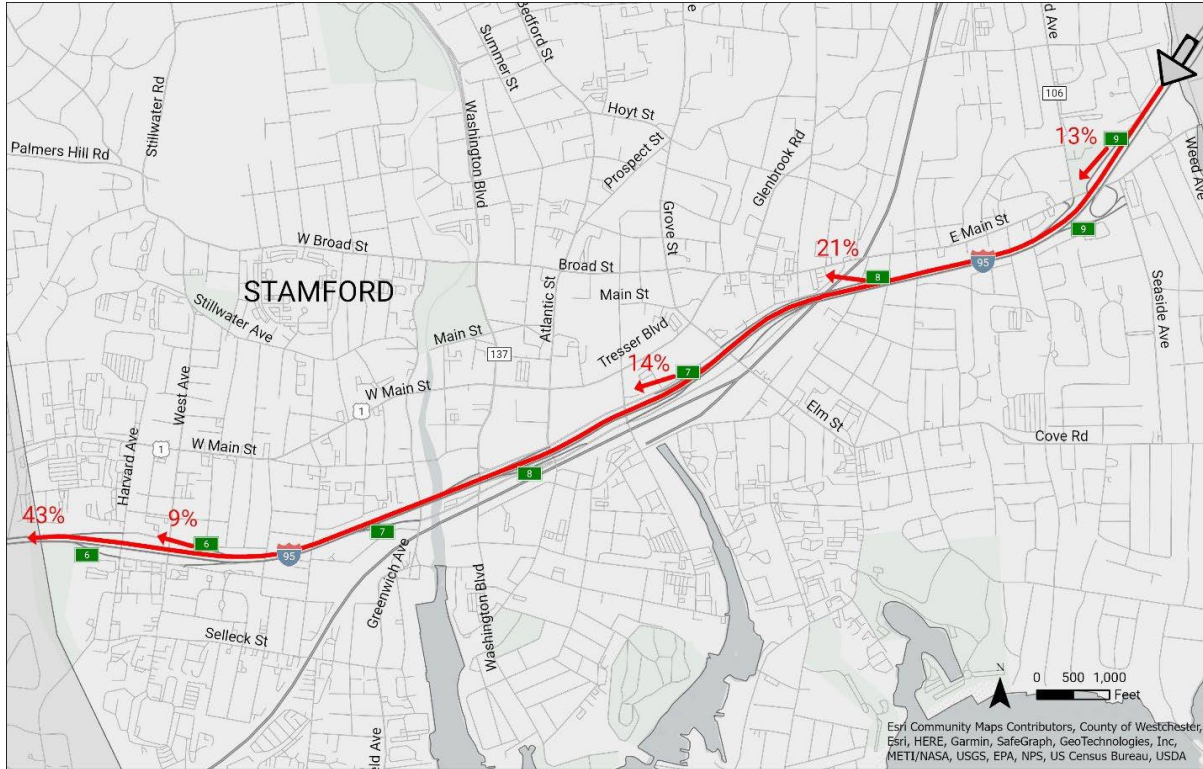 Bedford St
Summer St
Stillwater Rd
Washington Blvd
Hoyt St
106
Palmers Hill Rd
13%
9
Weed Ave
Prospect St
Glenbrook Rd
Grove St
E Main St
9
W Broad St
21%
Broad St
8
95
STAMFORD
Main St
Atlantic St
Seaside Ave
Stillwater Ave
Main St
Tresser Blvd
137
14%
7
West Ave
W Main St
1
Elm St
Cove Rd
W Main St
1
Harvard Ave
8
43%
9%
6
7
6
95
Greenwich Ave
Washington Blvd
Selleck St
N
0 500 1,000
Feet
Esri Community Maps Contributors, County of Westchester,
Esri, HERE, Garmin, SafeGraph, GeoTechnologies, Inc,
METI/NASA, USGS, EPA, NPS, US Census Bureau, USDA
d Ave
e
eld Ave